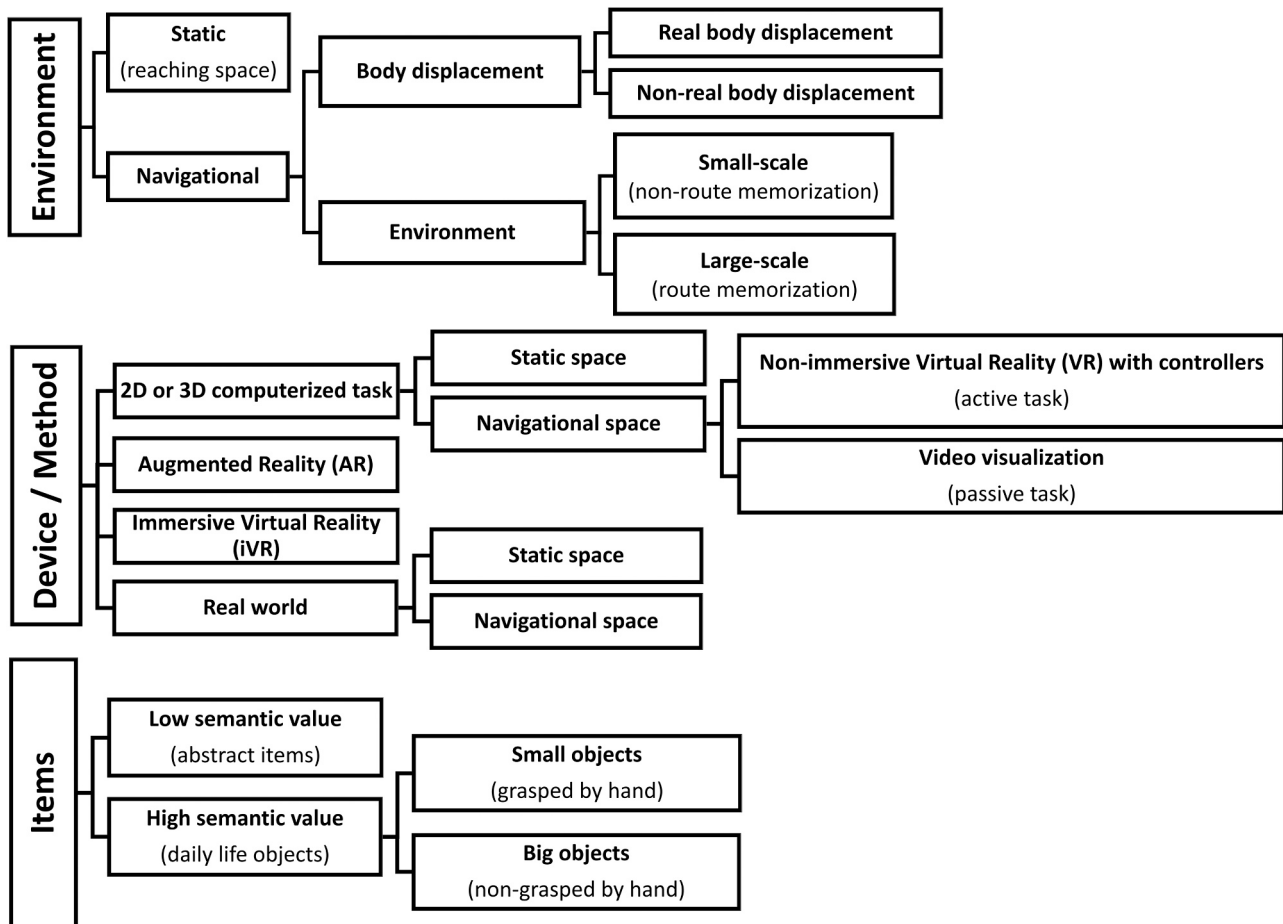 Environment
Static
(reaching space)
Navigational
Body displacement
Real body displacement
Non-real body displacement
Environment
Small-scale
(non-route memorization)
Large-scale
(route memorization)
Device / Method
2D or 3D computerized task
Static space
Navigational space
Non-immersive Virtual Reality (VR) with controllers
(active task)
Video visualization
(passive task)
Augmented Reality (AR)
Immersive Virtual Reality
(iVR)
Real world
Static space
Navigational space
Items
Low semantic value
(abstract items)
High semantic value
(daily life objects)
Small objects
(grasped by hand)
Big objects
(non-grasped by hand)